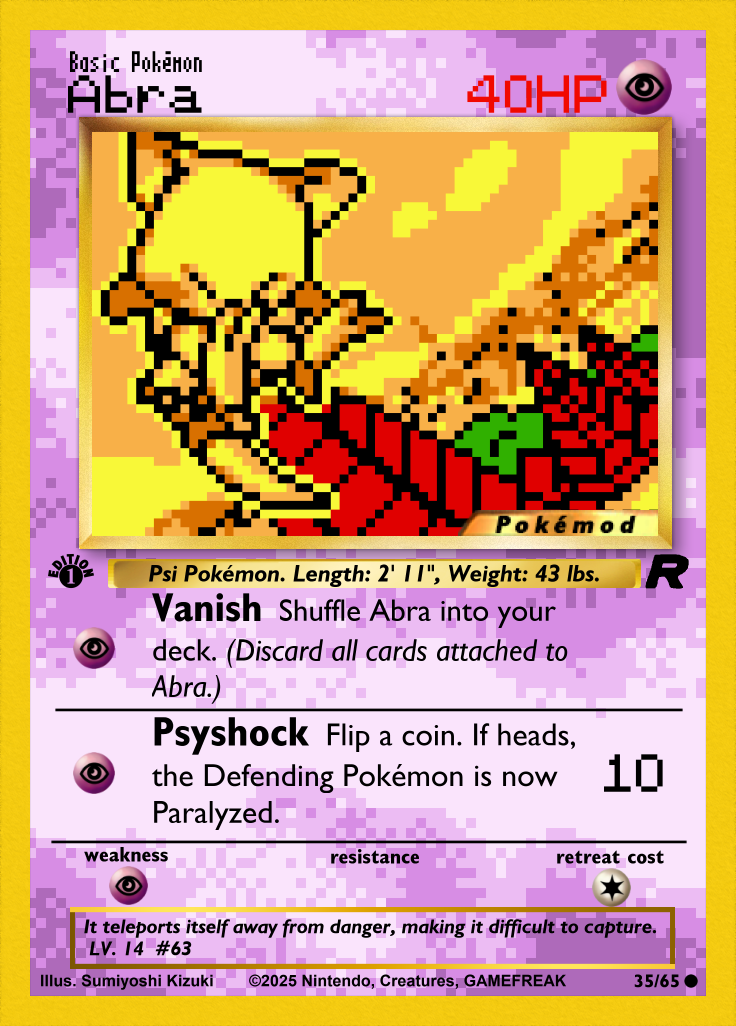 Basic Pokémon
Abra
40HP
Pokémod
EDITION
1
Psi Pokémon. Length: 2' 11", Weight: 43 lbs.
R
Vanish Shuffle Abra into your
deck. (Discard all cards attached to
Abra.)
Psyshock Flip a coin. If heads,
the Defending Pokémon is now
Paralyzed.
10
weakness
resistance
retreat cost
It teleports itself away from danger, making it difficult to capture.
LV. 14 #63
Illus. Sumiyoshi Kizuki ©2025 Nintendo, Creatures, GAMEFREAK 35/65